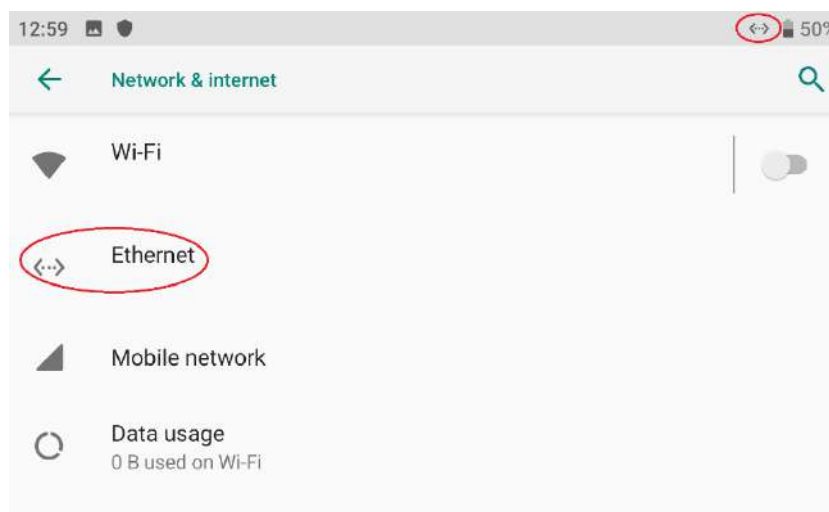 12:59 50%
Network & internet
Wi-Fi
Ethernet
Mobile network
Data usage
0 B used on Wi-Fi